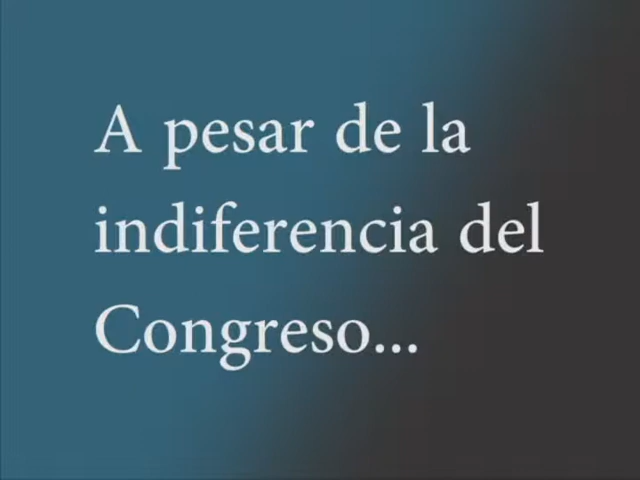 A pesar de la
indiferencia del
Congreso...